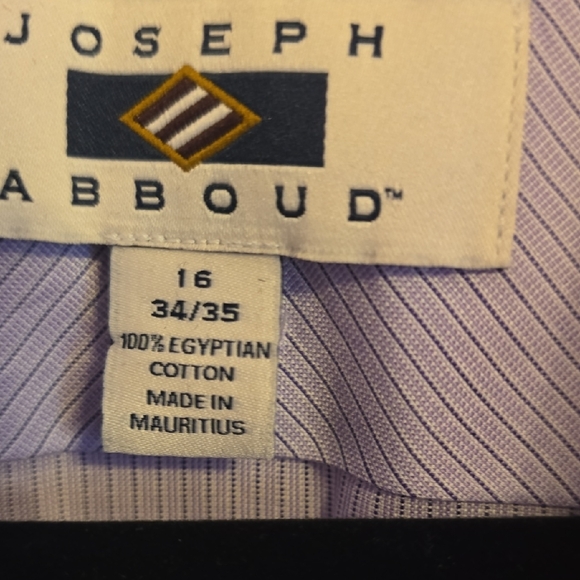 JOSEPH
ABBOUD™
16
34/35
100% EGYPTIAN
COTTON
MADE IN
MAURITIUS